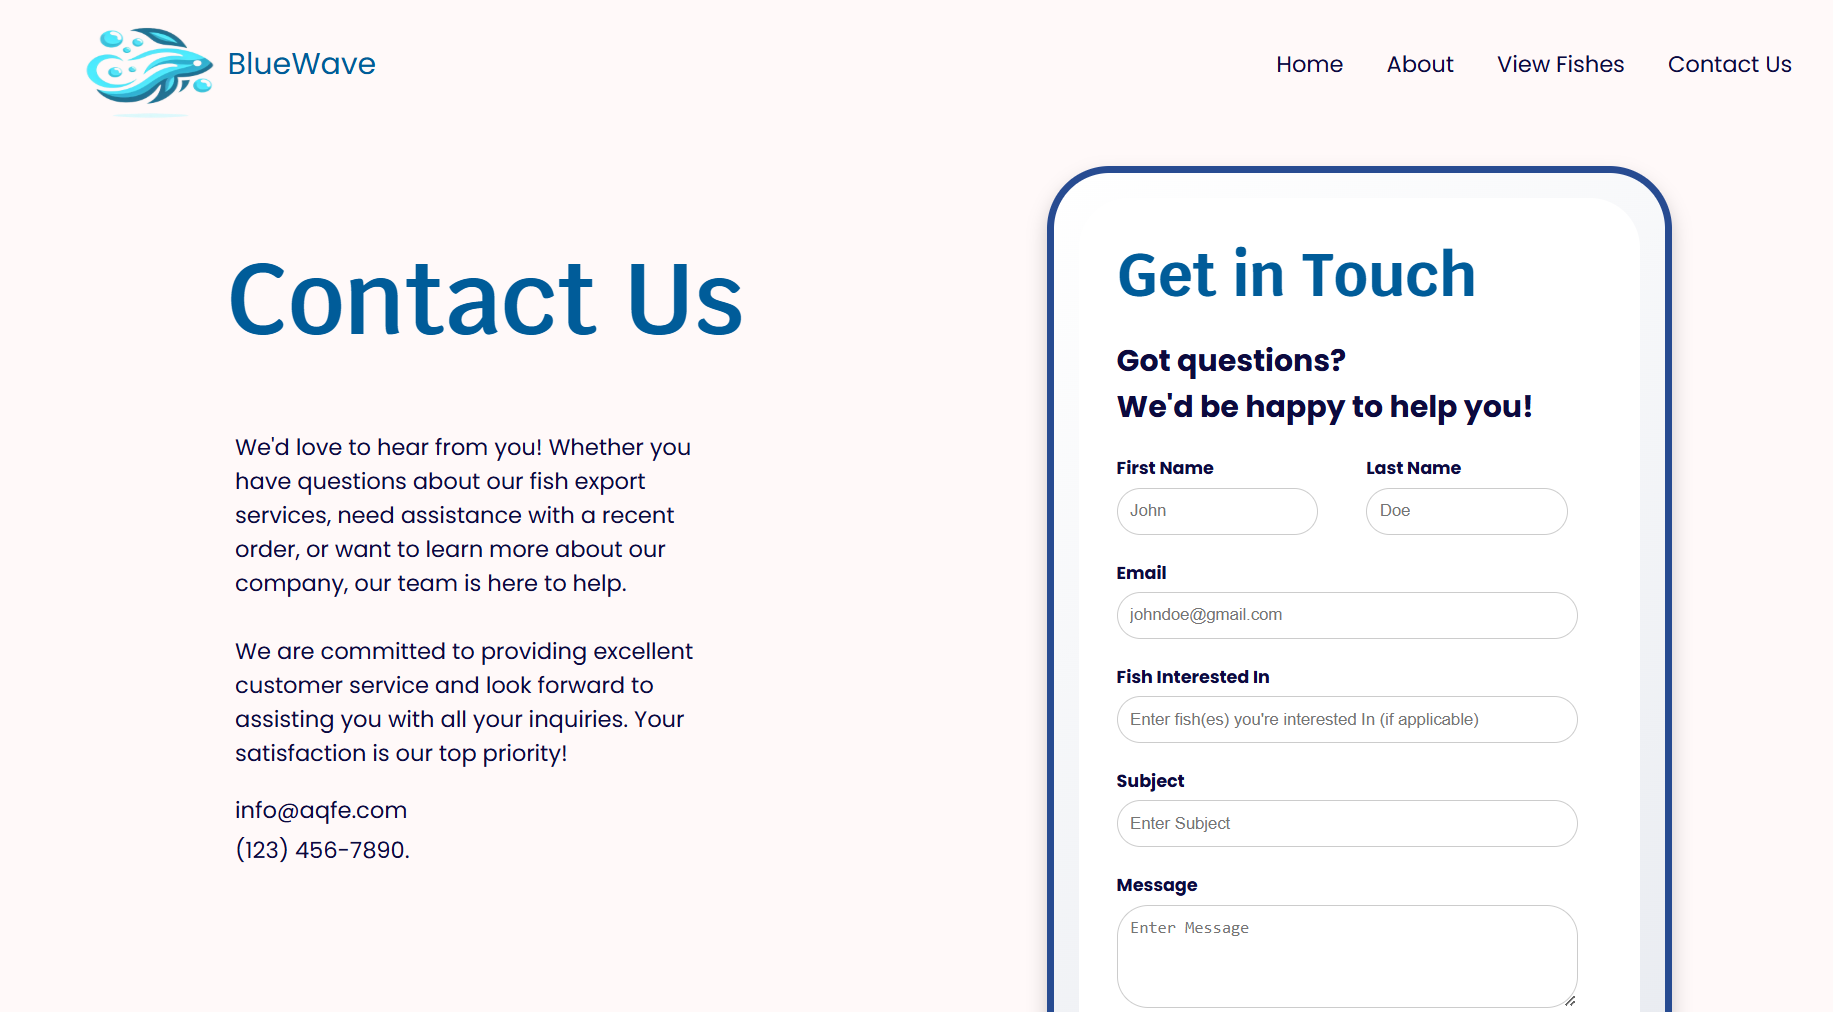 BlueWave
Home
About
View Fishes
Contact Us
Contact Us
We'd love to hear from you! Whether you
have questions about our fish export
services, need assistance with a recent
order, or want to learn more about our
company, our team is here to help.
We are committed to providing excellent
customer service and look forward to
assisting you with all your inquiries. Your
satisfaction is our top priority!
info@aqfe.com
(123) 456-7890.
Get in Touch
Got questions?
We'd be happy to help you!
First Name
Last Name
John
Doe
Email
johndoe@gmail.com
Fish Interested In
Enter fish(es) you're interested In (if applicable)
Subject
Enter Subject
Message
Enter Message